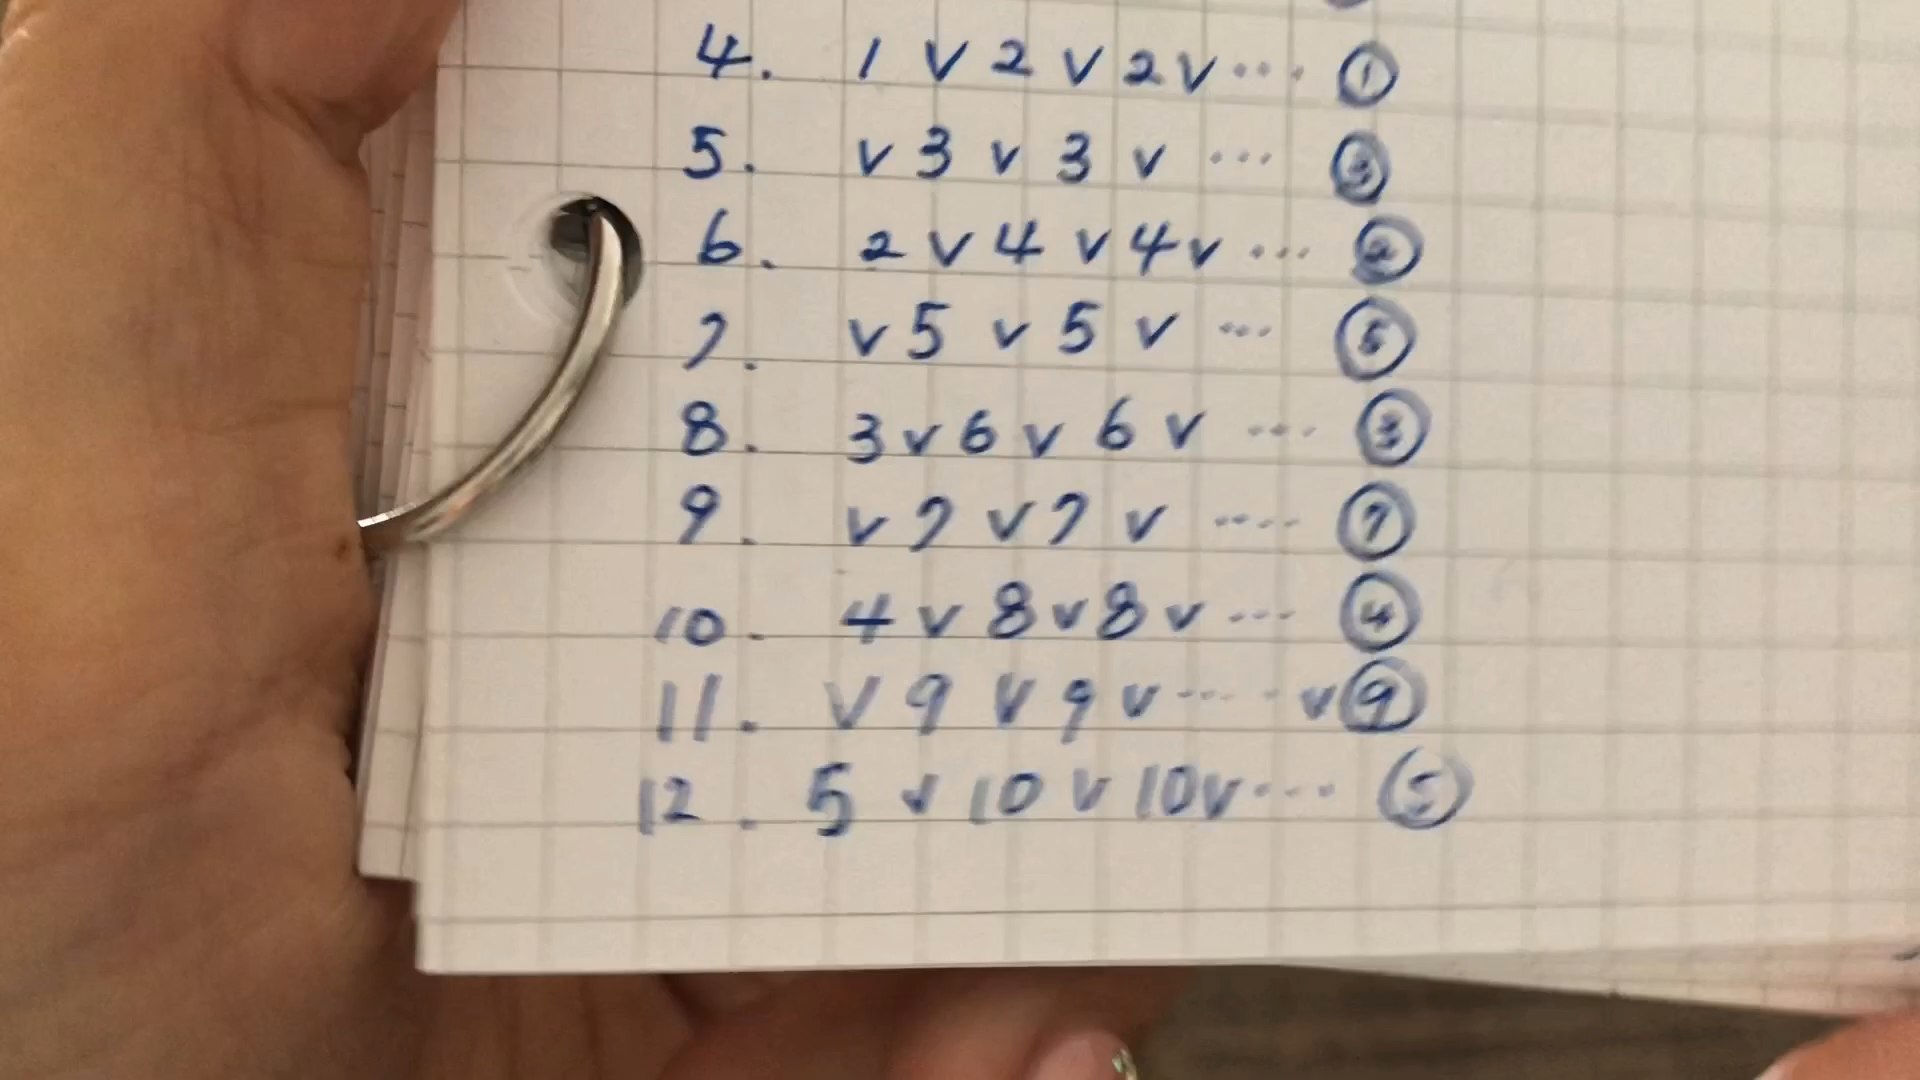 4. 1 v 2 v 2 v ... ①
5. v 3 v 3 v ... ③
6. 2 v 4 v 4 v ... ②
7. v 5 v 5 v ... ⑤
8. 3 v 6 v 6 v ... ③
9. v 7 v 7 v .... ⑦
10. 4 v 8 v 8 v ... ④
11. v 9 v 9 v .... v ⑨
12. 5 v 10 v 10 v ... ⑤